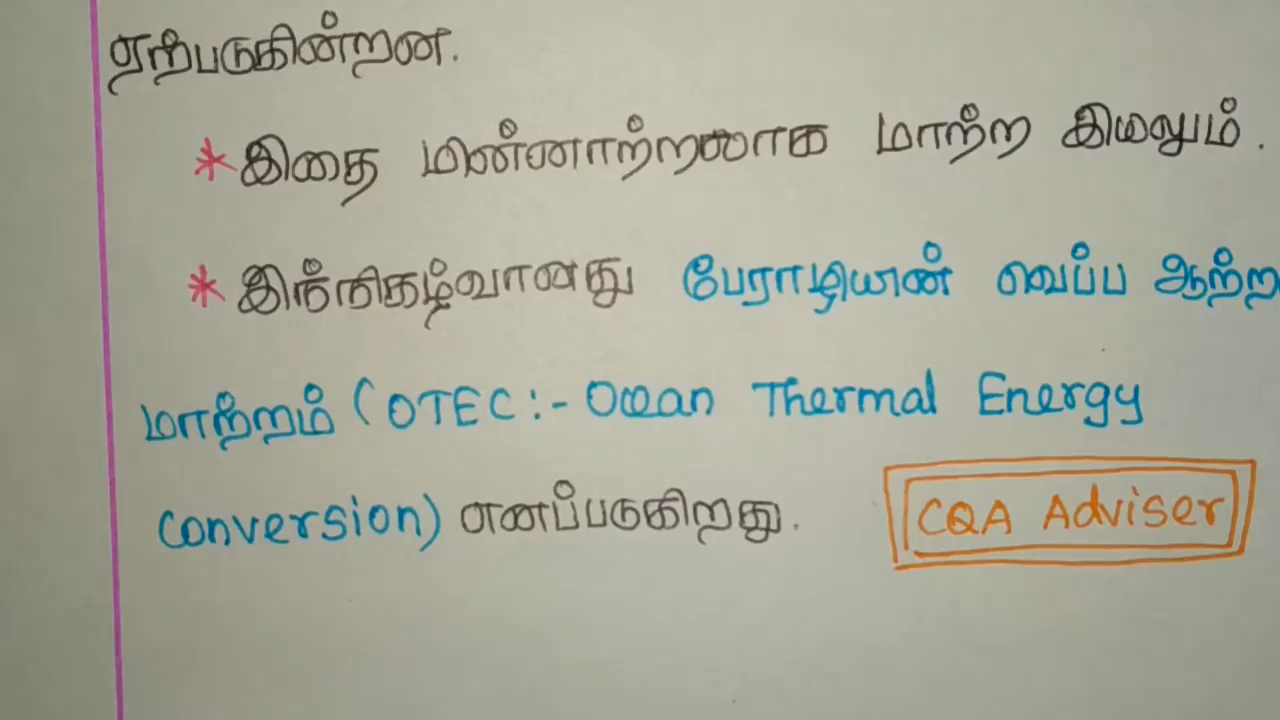 ஏற்படுகின்றன.
* இதை மின்னாற்றலாக மாற்ற இயலும்.
* இந்நிகழ்வானது பேராழியின் வெப்ப ஆற்ற
மாற்றம் (OTEC:- Ocean Thermal Energy
conversion) எனப்படுகிறது.
CQA Adviser